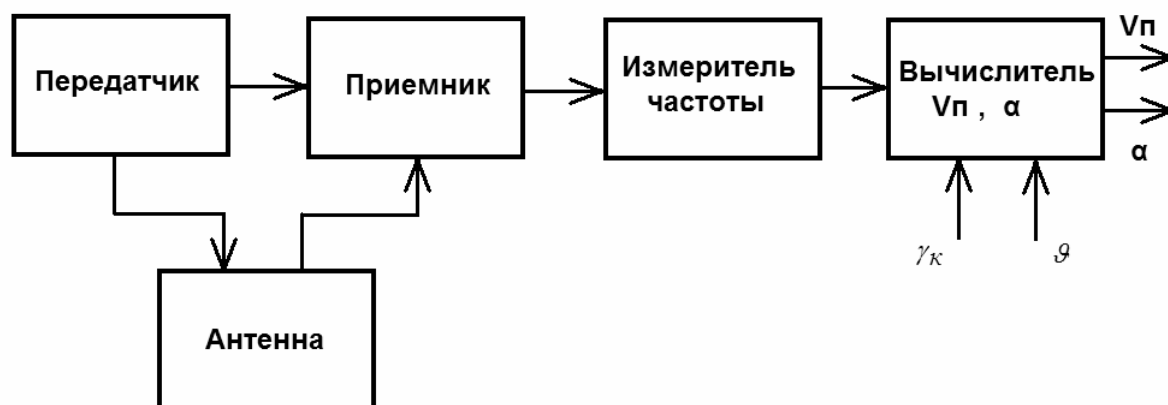 Передатчик
Приемник
Измеритель
частоты
Вычислитель
Vп , α
Vп
α
γк
ϑ
Антенна